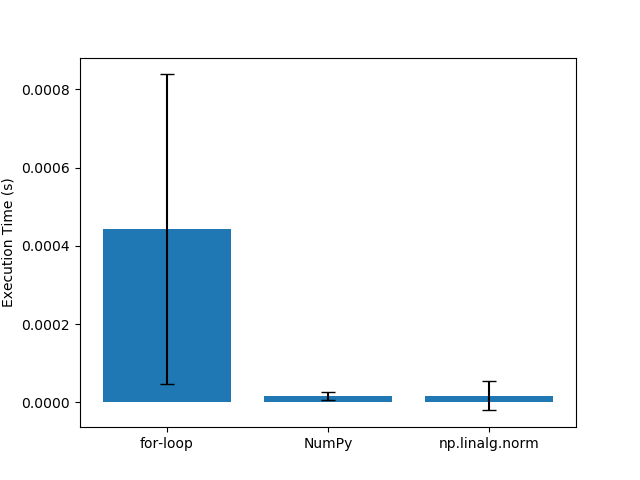 Execution Time (s)
0.0008
0.0006
0.0004
0.0002
0.0000
for-loop
NumPy
np.linalg.norm